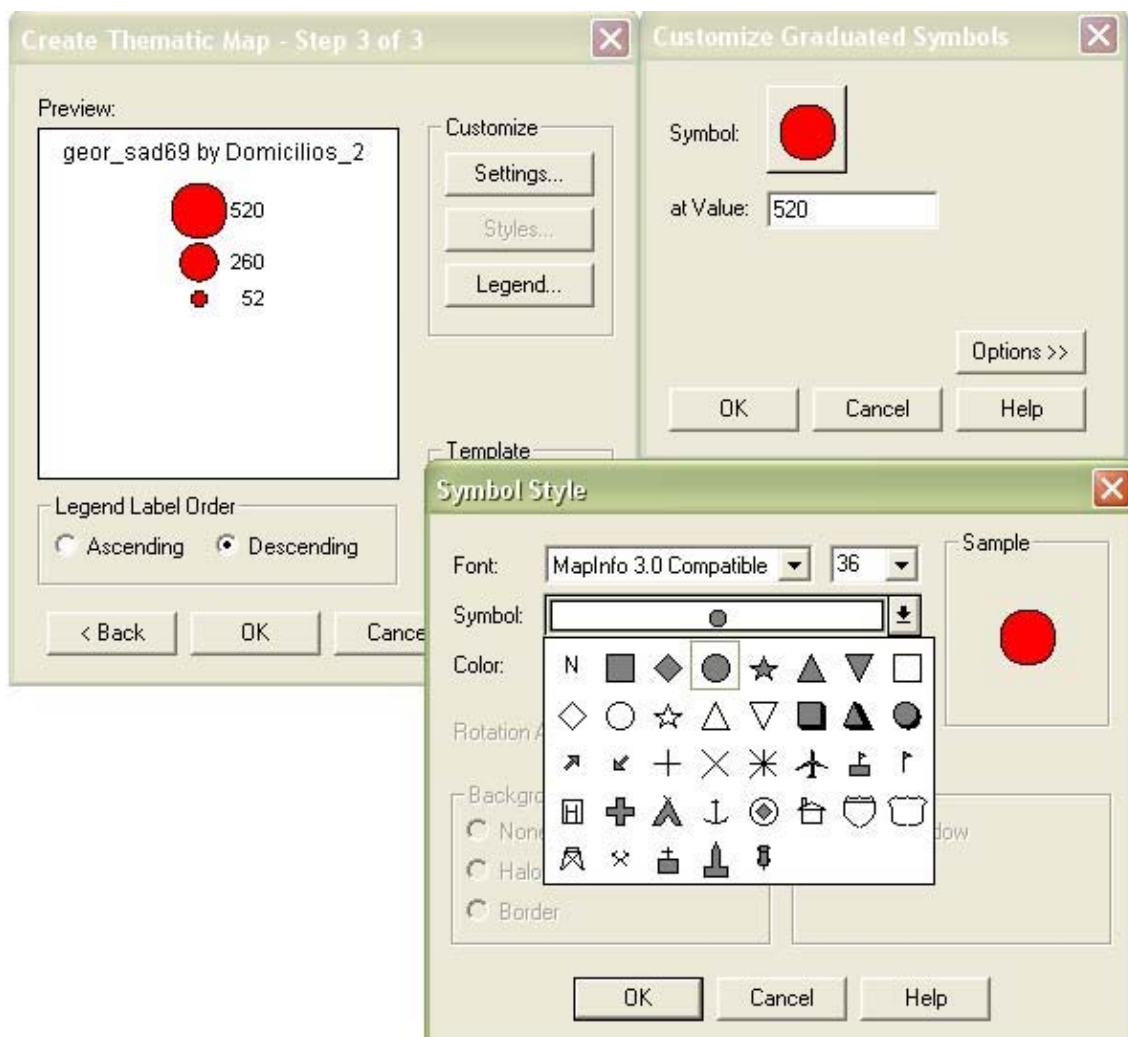 Create Thematic Map - Step 3 of 3
Preview:
geor_sad69 by Domicilios_2
520
260
52
Customize
Settings...
Styles...
Legend...
Template
Legend Label Order
Ascending
Descending
< Back
OK
Customize Graduated Symbols
Symbol:
at Value:
520
Options >>
OK
Cancel
Help
Symbol Style
Font:
MapInfo 3.0 Compatible
36
Sample
Symbol:
Color:
N
H
Rotation
Border
OK
Cancel
Help